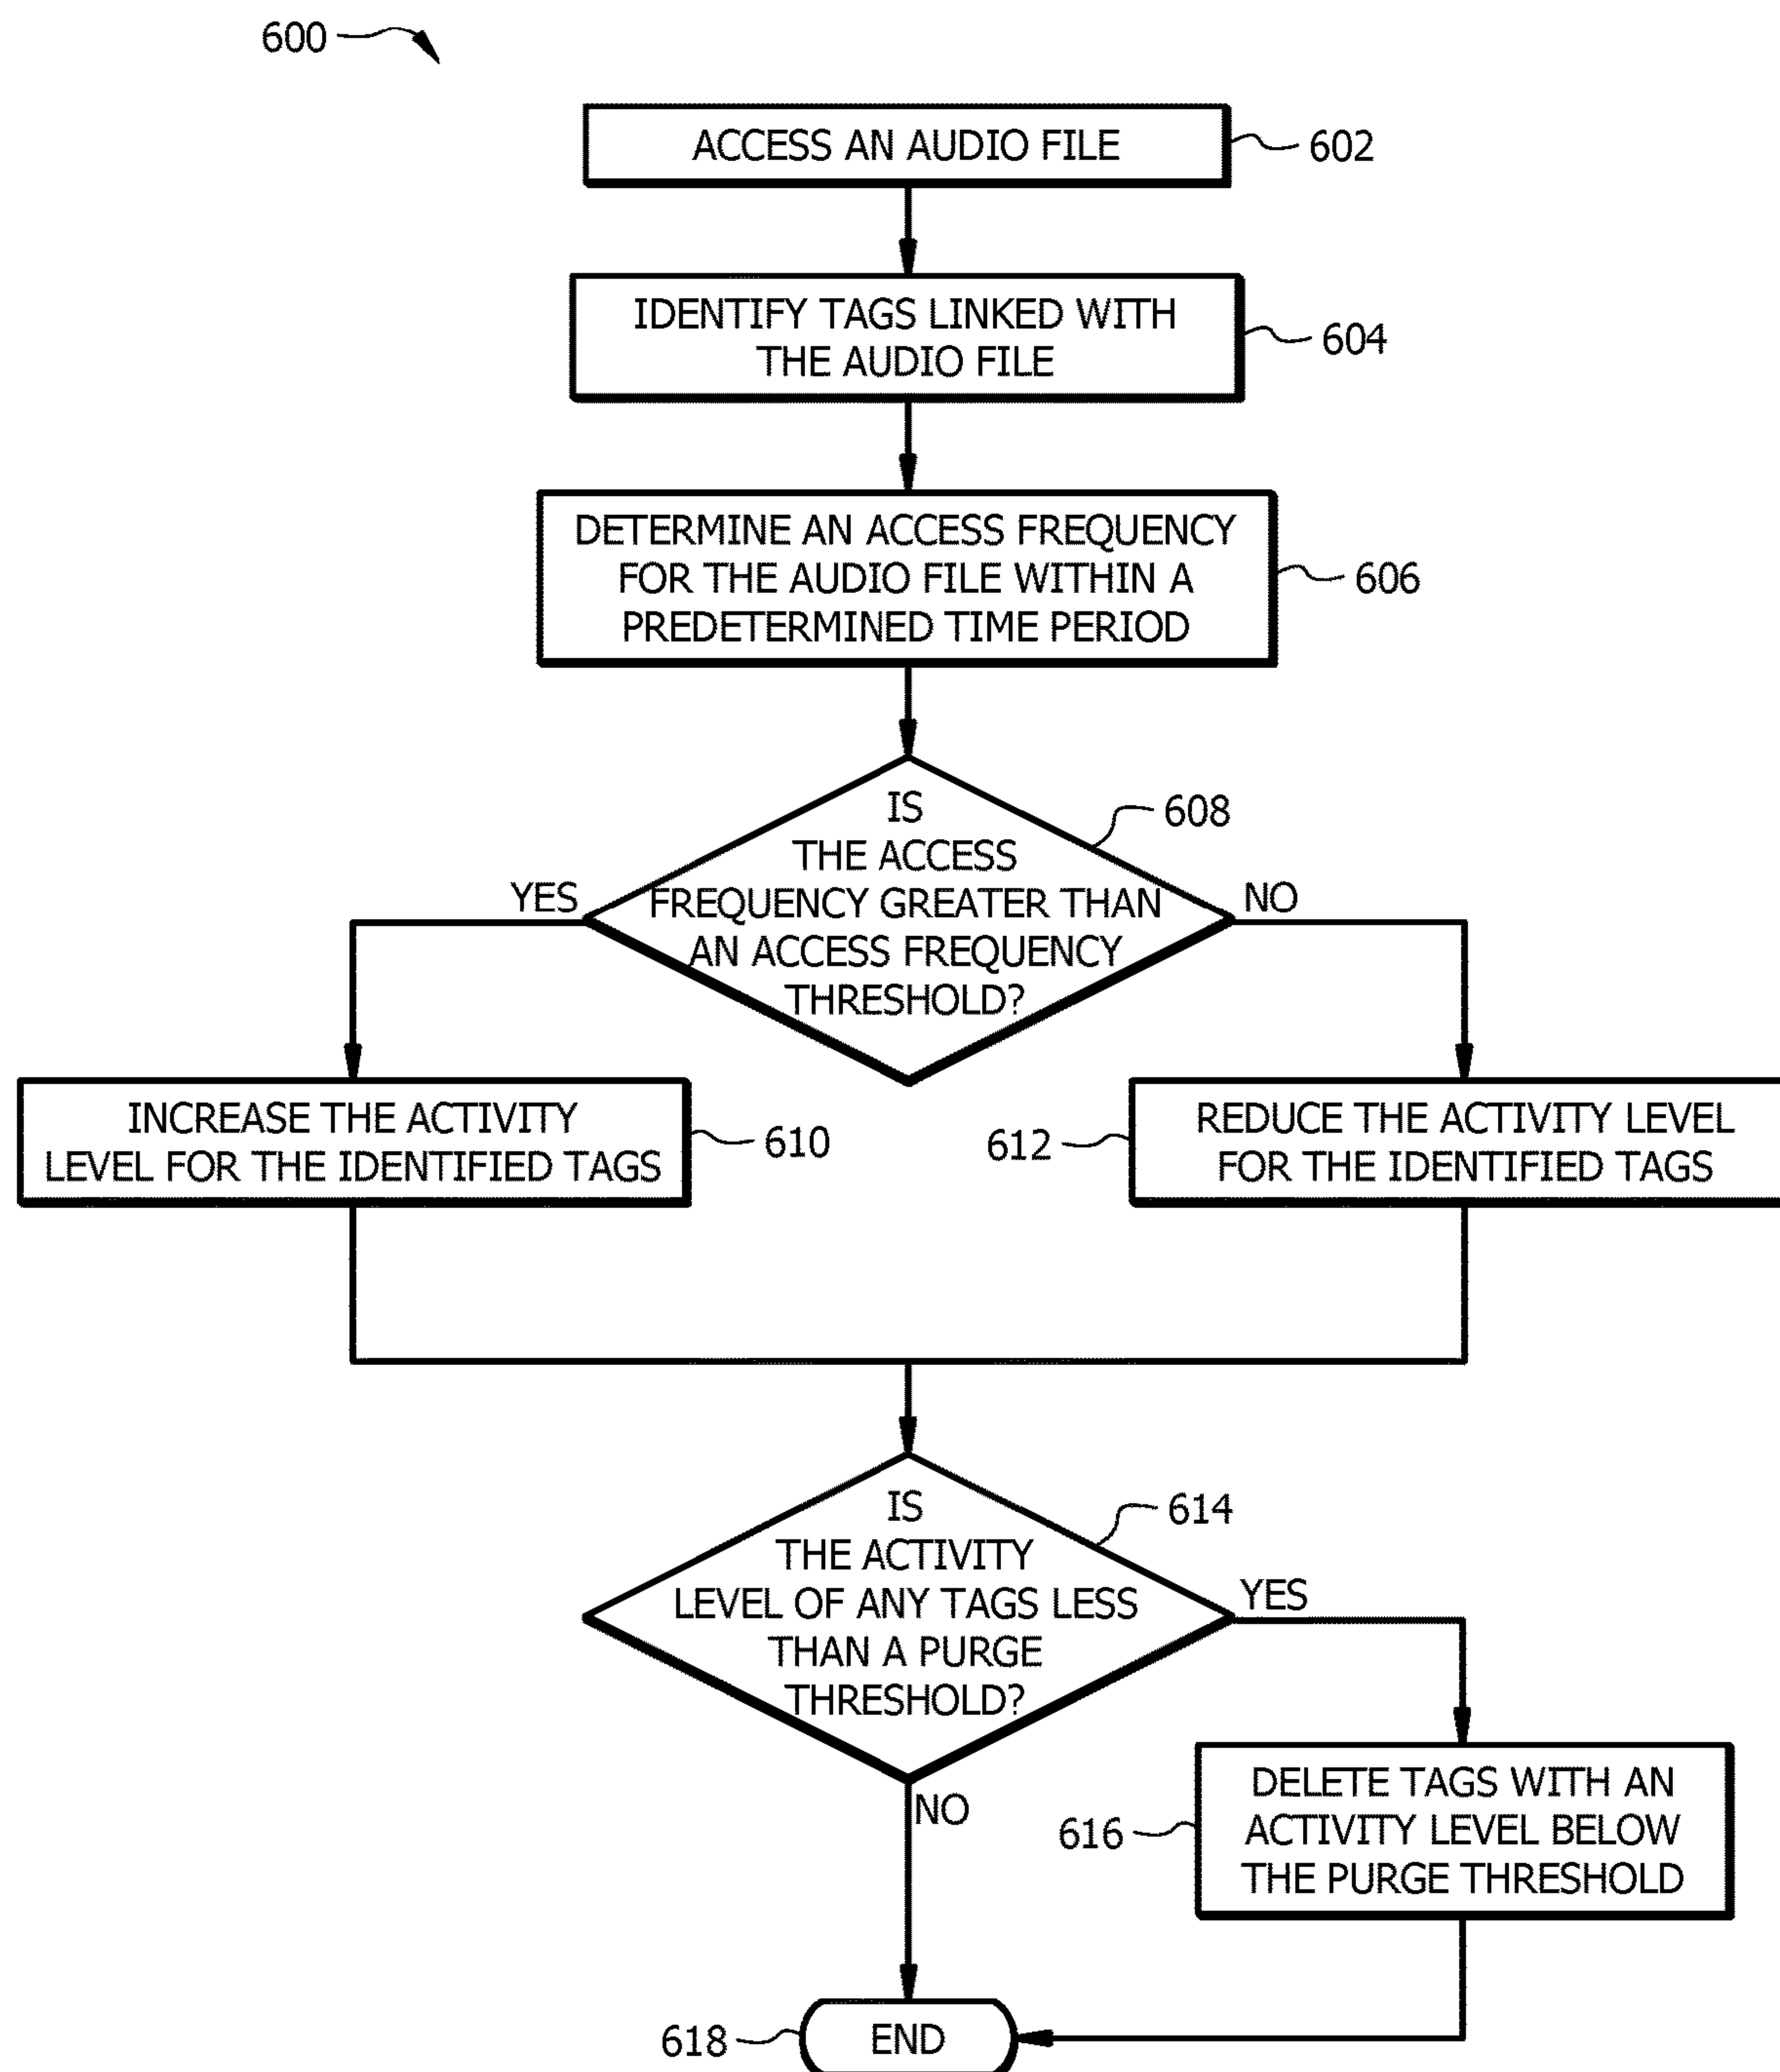 600
ACCESS AN AUDIO FILE
602
IDENTIFY TAGS LINKED WITH
THE AUDIO FILE
604
DETERMINE AN ACCESS FREQUENCY
FOR THE AUDIO FILE WITHIN A
PREDETERMINED TIME PERIOD
606
IS
THE ACCESS
FREQUENCY GREATER THAN
AN ACCESS FREQUENCY
THRESHOLD?
608
YES
NO
INCREASE THE ACTIVITY
LEVEL FOR THE IDENTIFIED TAGS
610
612
REDUCE THE ACTIVITY LEVEL
FOR THE IDENTIFIED TAGS
IS
THE ACTIVITY
LEVEL OF ANY TAGS LESS
THAN A PURGE
THRESHOLD?
614
YES
NO
616
DELETE TAGS WITH AN
ACTIVITY LEVEL BELOW
THE PURGE THRESHOLD
618
END